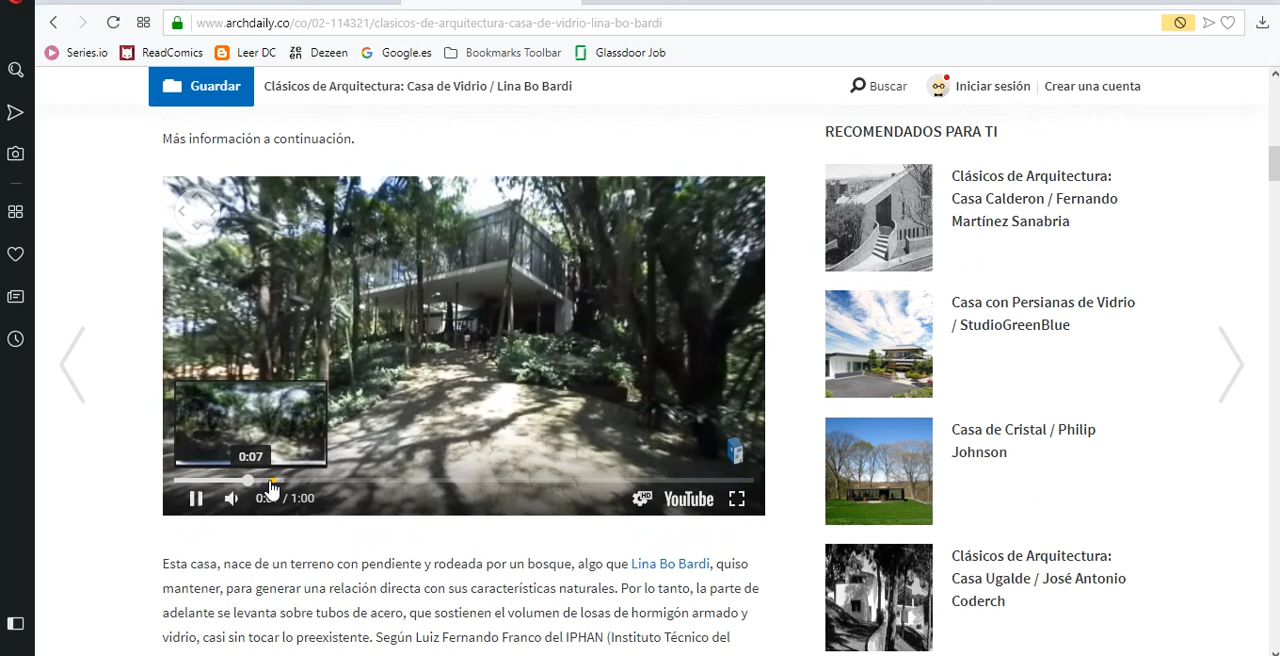 www.archdaily.co/co/02-114321/clasicos-de-arquitectura-casa-de-vidrio-lina-bo-bardi
Series.io ReadComics Leer DC Dezeen Google.es Bookmarks Toolbar Glassdoor Job
Guardar Clásicos de Arquitectura: Casa de Vidrio / Lina Bo Bardi Buscar Iniciar sesión Crear una cuenta
Más información a continuación.
0:07
/ 1:00 HD YouTube
Esta casa, nace de un terreno con pendiente y rodeada por un bosque, algo que Lina Bo Bardi, quiso
mantener, para generar una relación directa con sus características naturales. Por lo tanto, la parte de
adelante se levanta sobre tubos de acero, que sostienen el volumen de losas de hormigón armado y
vidrio, casi sin tocar lo preexistente. Según Luiz Fernando Franco del IPHAN (Instituto Técnico del
RECOMENDADOS PARA TI
Clásicos de Arquitectura:
Casa Calderon / Fernando
Martínez Sanabria
Casa con Persianas de Vidrio
/ StudioGreenBlue
Casa de Cristal / Philip
Johnson
Clásicos de Arquitectura:
Casa Ugalde / José Antonio
Coderch